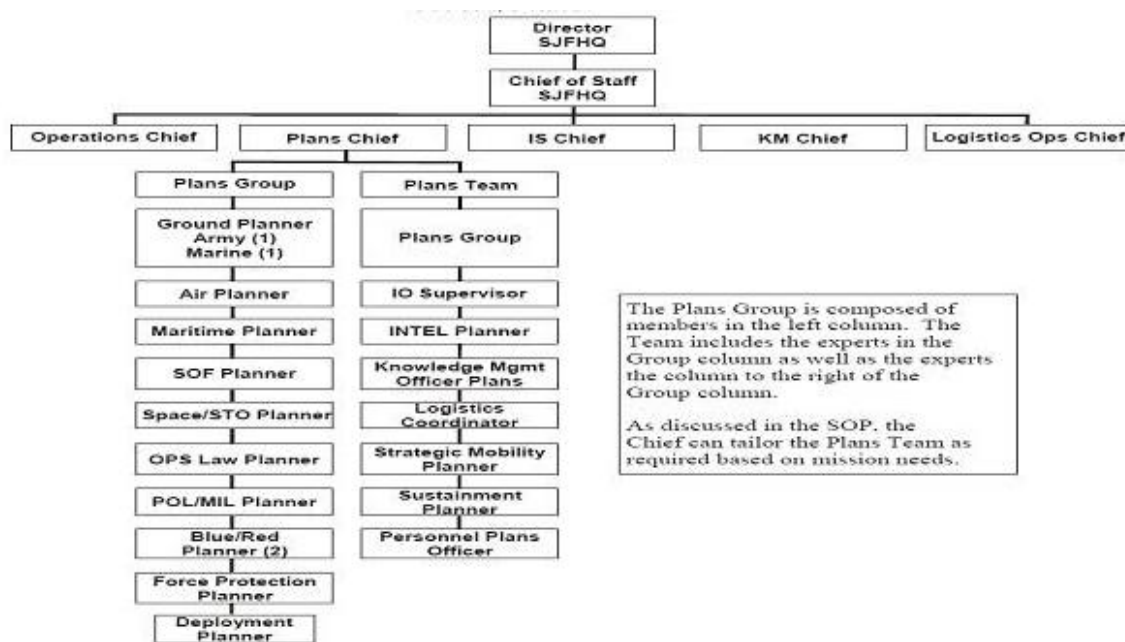 Director
SJFHQ
Chief of Staff
SJFHQ
Operations Chief
Plans Chief
IS Chief
KM Chief
Logistics Ops Chief
Plans Group
Plans Team
Ground Planner
Army (1)
Marine (1)
Plans Group
Air Planner
IO Supervisor
Maritime Planner
INTEL Planner
SOF Planner
Knowledge Mgmt
Officer Plans
Space/STO Planner
Logistics
Coordinator
OPS Law Planner
Strategic Mobility
Planner
POL/MIL Planner
Sustainment
Planner
Blue/Red
Planner (2)
Personnel Plans
Officer
Force Protection
Planner
Deployment
Planner
The Plans Group is composed of
members in the left column. The
Team includes the experts in the
Group column as well as the experts
the column to the right of the
Group column.
As discussed in the SOP, the
Chief can tailor the Plans Team as
required based on mission needs.